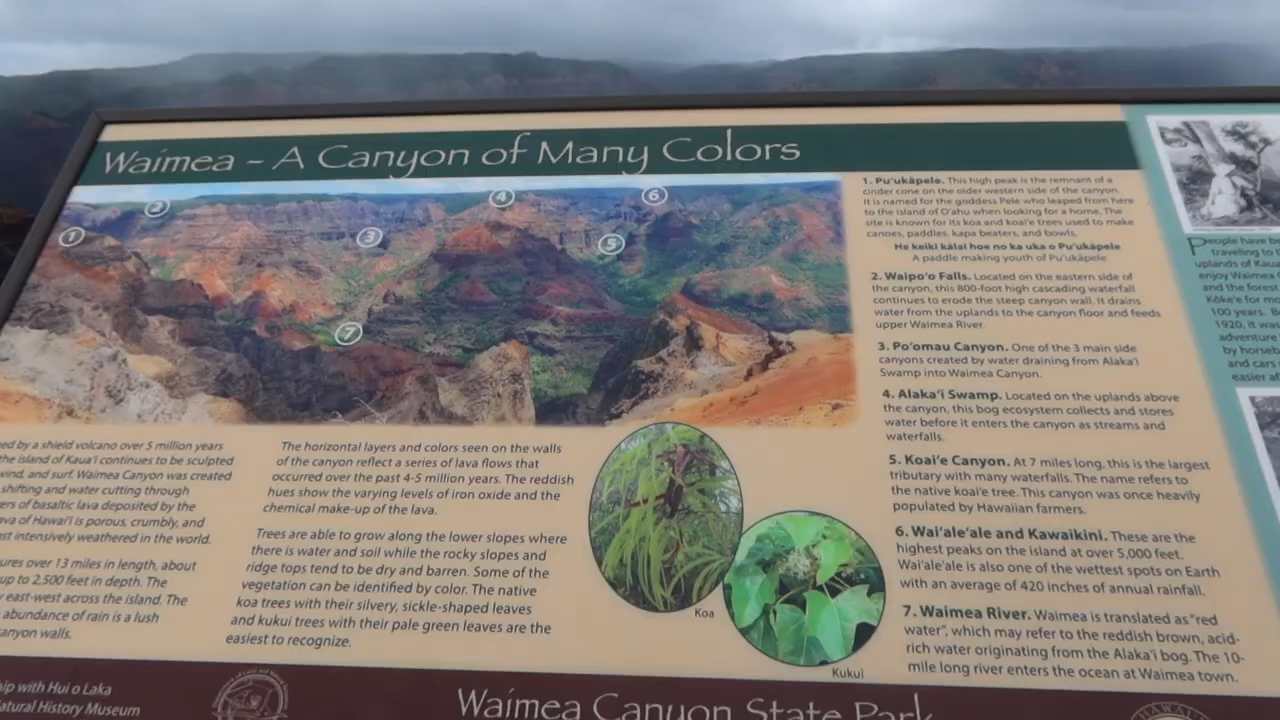 Waimea – A Canyon of Many Colors
1
2
3
4
5
6
7
ed by a shield volcano over 5 million years
the island of Kaua'i continues to be sculpted
wind, and surf. Waimea Canyon was created
shifting and water cutting through
ers of basaltic lava deposited by the
ava of Hawai'i is porous, crumbly, and
st intensively weathered in the world.
ures over 13 miles in length, about
up to 2,500 feet in depth. The
east-west across the island. The
abundance of rain is a lush
anyon walls.
The horizontal layers and colors seen on the walls
of the canyon reflect a series of lava flows that
occurred over the past 4-5 million years. The reddish
hues show the varying levels of iron oxide and the
chemical make-up of the lava.
Trees are able to grow along the lower slopes where
there is water and soil while the rocky slopes and
ridge tops tend to be dry and barren. Some of the
vegetation can be identified by color. The native
koa trees with their silvery, sickle-shaped leaves
and kukui trees with their pale green leaves are the
easiest to recognize.
Koa
Kukui
1. Pu'ukāpele. This high peak is the remnant of a
cinder cone on the older western side of the canyon.
It is named for the goddess Pele who leaped from here
to the island of O'ahu when looking for a home. The
site is known for its koa and koai'e trees used to make
canoes, paddles, kapa beaters, and bowls.
He keiki kālai hoe no ka uka o Pu'ukāpele
A paddle making youth of Pu'ukāpele
2. Waipo'o Falls. Located on the eastern side of
the canyon, this 800-foot high cascading waterfall
continues to erode the steep canyon wall. It drains
water from the uplands to the canyon floor and feeds
upper Waimea River.
3. Po'omau Canyon. One of the 3 main side
canyons created by water draining from Alaka'i
Swamp into Waimea Canyon.
4. Alaka'i Swamp. Located on the uplands above
the canyon, this bog ecosystem collects and stores
water before it enters the canyon as streams and
waterfalls.
5. Koai'e Canyon. At 7 miles long, this is the largest
tributary with many waterfalls. The name refers to
the native koai'e tree. This canyon was once heavily
populated by Hawaiian farmers.
6. Wai'ale'ale and Kawaikini. These are the
highest peaks on the island at over 5,000 feet.
Wai'ale'ale is also one of the wettest spots on Earth
with an average of 420 inches of annual rainfall.
7. Waimea River. Waimea is translated as "red
water", which may refer to the reddish brown, acid-
rich water originating from the Alaka'i bog. The 10-
mile long river enters the ocean at Waimea town.
People have be
traveling to t
uplands of Kaua
enjoy Waimea
and the forest
Kōke'e for mo
100 years. B
1920, it was
adventure
by horseb
and cars
easier af
hip with Hui o Laka
atural History Museum
Waimea Canyon State Park
HAWAI